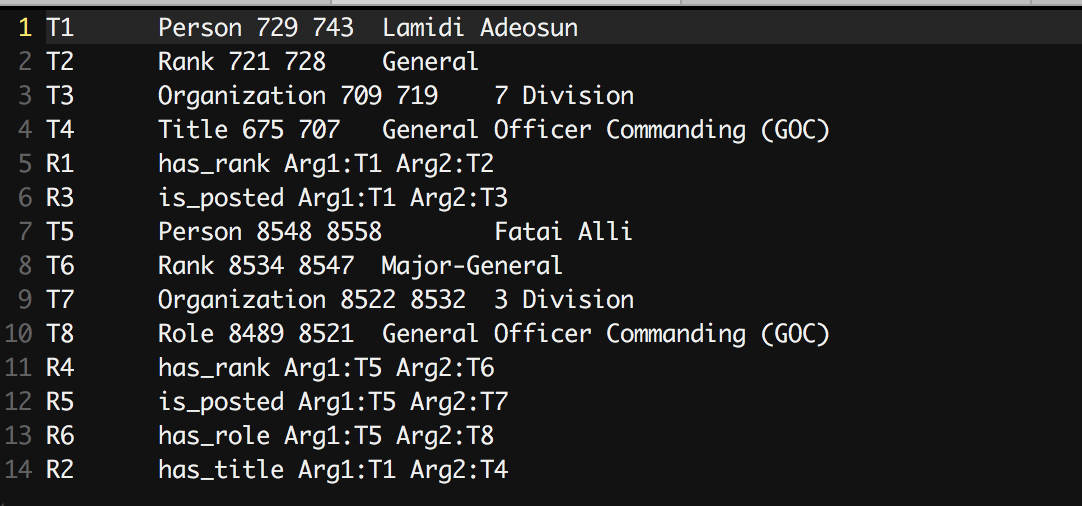 1 T1 Person 729 743 Lamidi Adeosun
2 T2 Rank 721 728 General
3 T3 Organization 709 719 7 Division
4 T4 Title 675 707 General Officer Commanding (GOC)
5 R1 has_rank Arg1:T1 Arg2:T2
6 R3 is_posted Arg1:T1 Arg2:T3
7 T5 Person 8548 8558 Fatai Alli
8 T6 Rank 8534 8547 Major-General
9 T7 Organization 8522 8532 3 Division
10 T8 Role 8489 8521 General Officer Commanding (GOC)
11 R4 has_rank Arg1:T5 Arg2:T6
12 R5 is_posted Arg1:T5 Arg2:T7
13 R6 has_role Arg1:T5 Arg2:T8
14 R2 has_title Arg1:T1 Arg2:T4